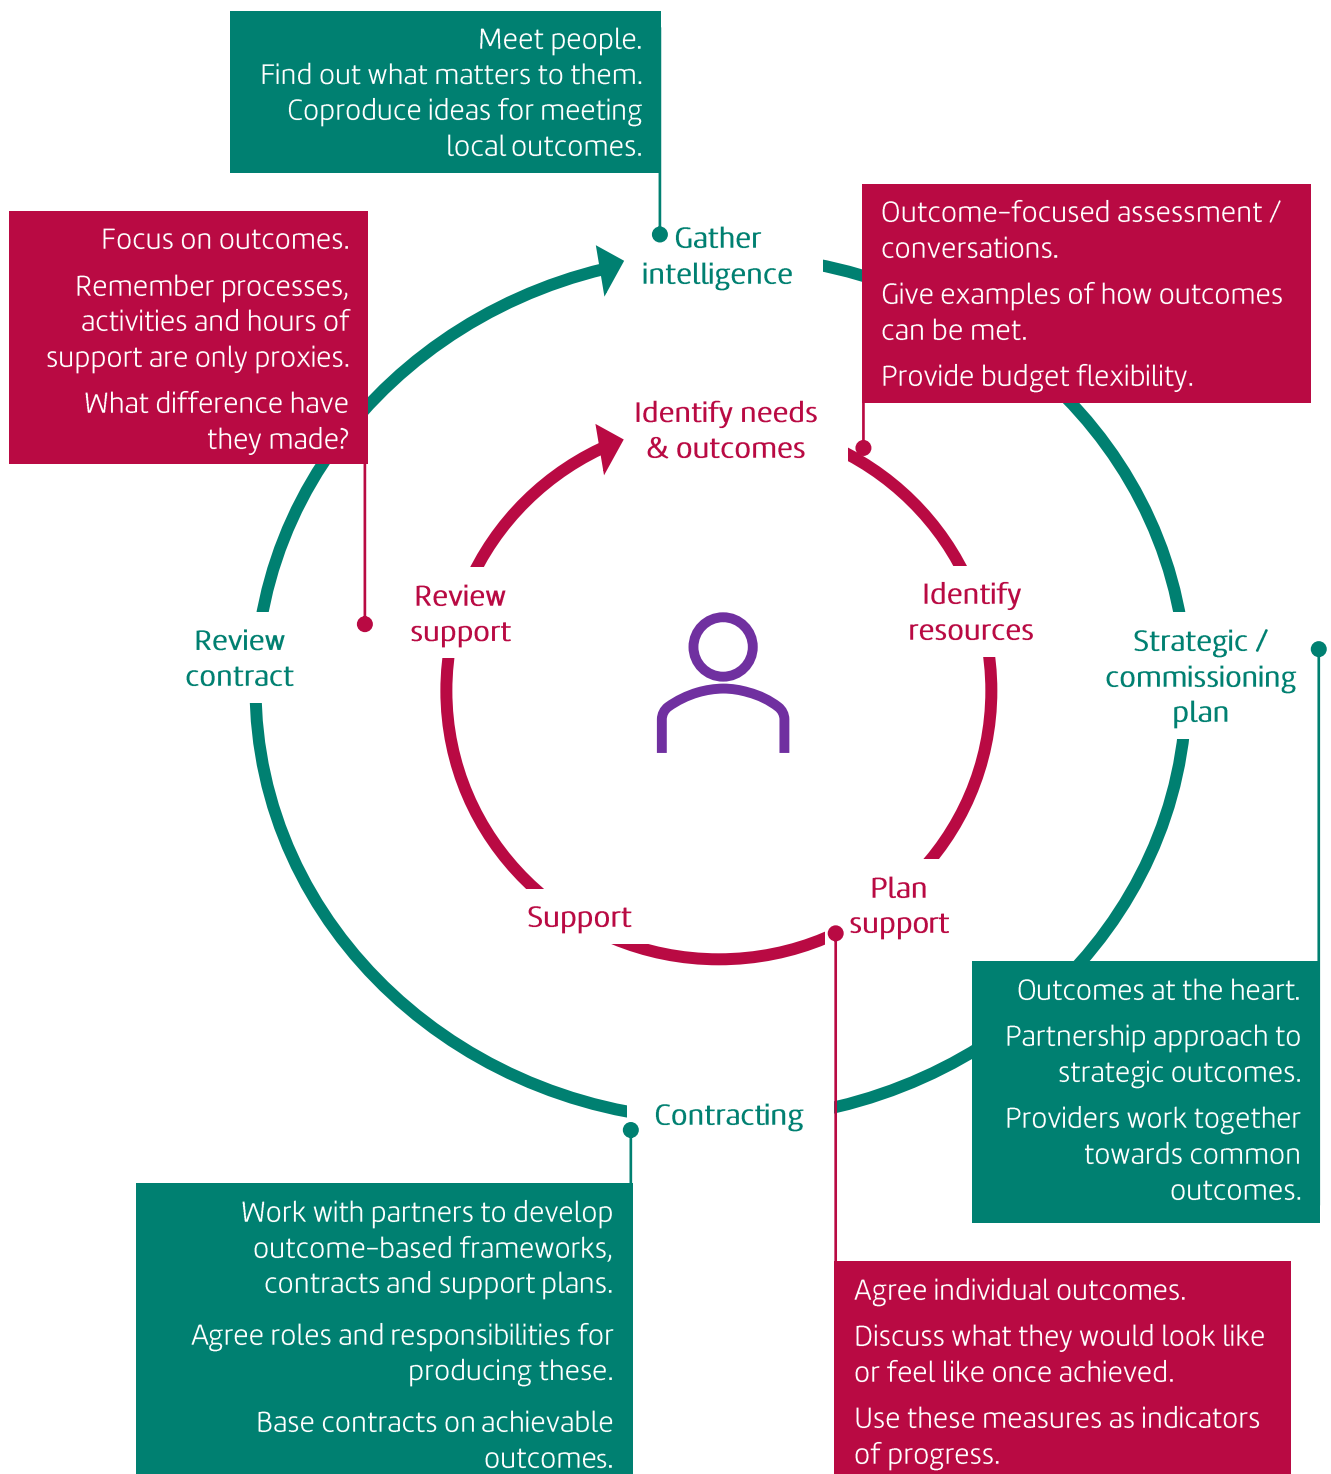 Meet people.
Find out what matters to them.
Coproduce ideas for meeting
local outcomes.
Focus on outcomes.
Remember processes,
activities and hours of
support are only proxies.
What difference have
they made?
Outcome-focused assessment /
conversations.
Give examples of how outcomes
can be met.
Provide budget flexibility.
Gather
intelligence
Identify needs
& outcomes
Review
support
Identify
resources
Review
contract
Strategic /
commissioning
plan
Plan
support
Support
Contracting
Outcomes at the heart.
Partnership approach to
strategic outcomes.
Providers work together
towards common
outcomes.
Work with partners to develop
outcome-based frameworks,
contracts and support plans.
Agree roles and responsibilities for
producing these.
Base contracts on achievable
outcomes.
Agree individual outcomes.
Discuss what they would look like
or feel like once achieved.
Use these measures as indicators
of progress.